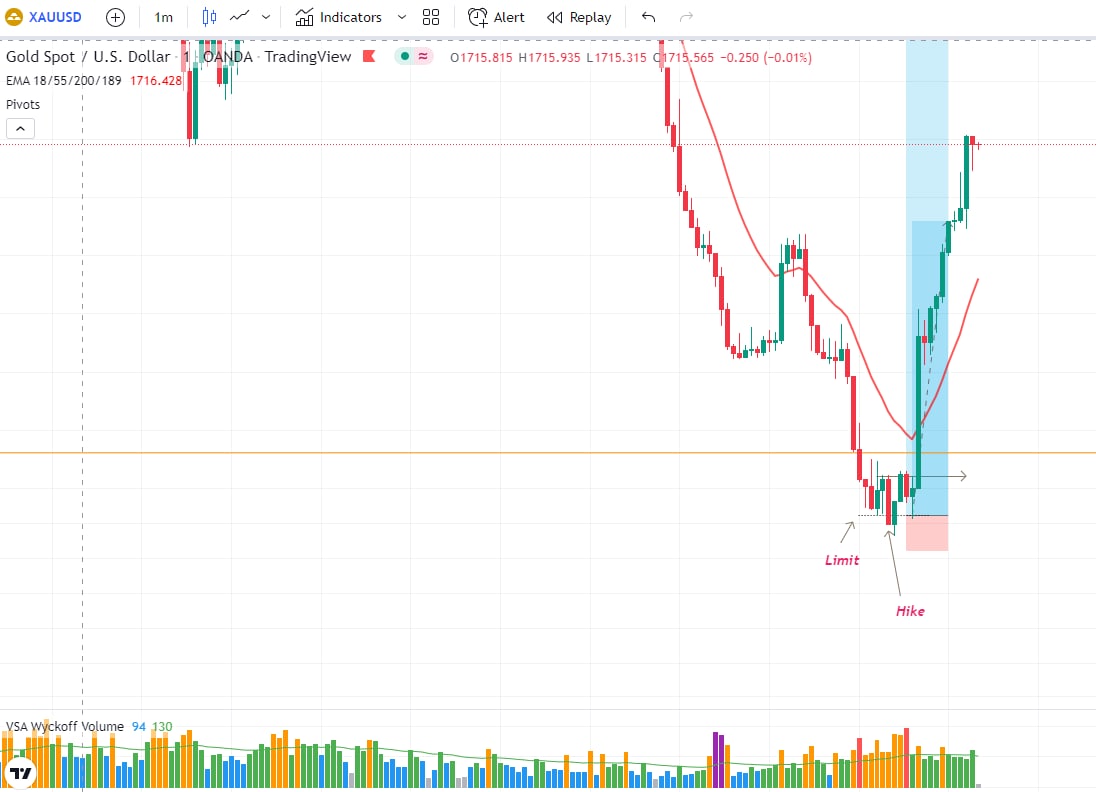 XAUUSD 1m Indicators Alert Replay
Gold Spot / U.S. Dollar · 1 · OANDA · TradingView O1715.815 H1715.935 L1715.315 C1715.565 −0.250 (−0.01%)
EMA 18/55/200/189 1716.428
Pivots
Limit
Hike
VSA Wyckoff Volume 94 130